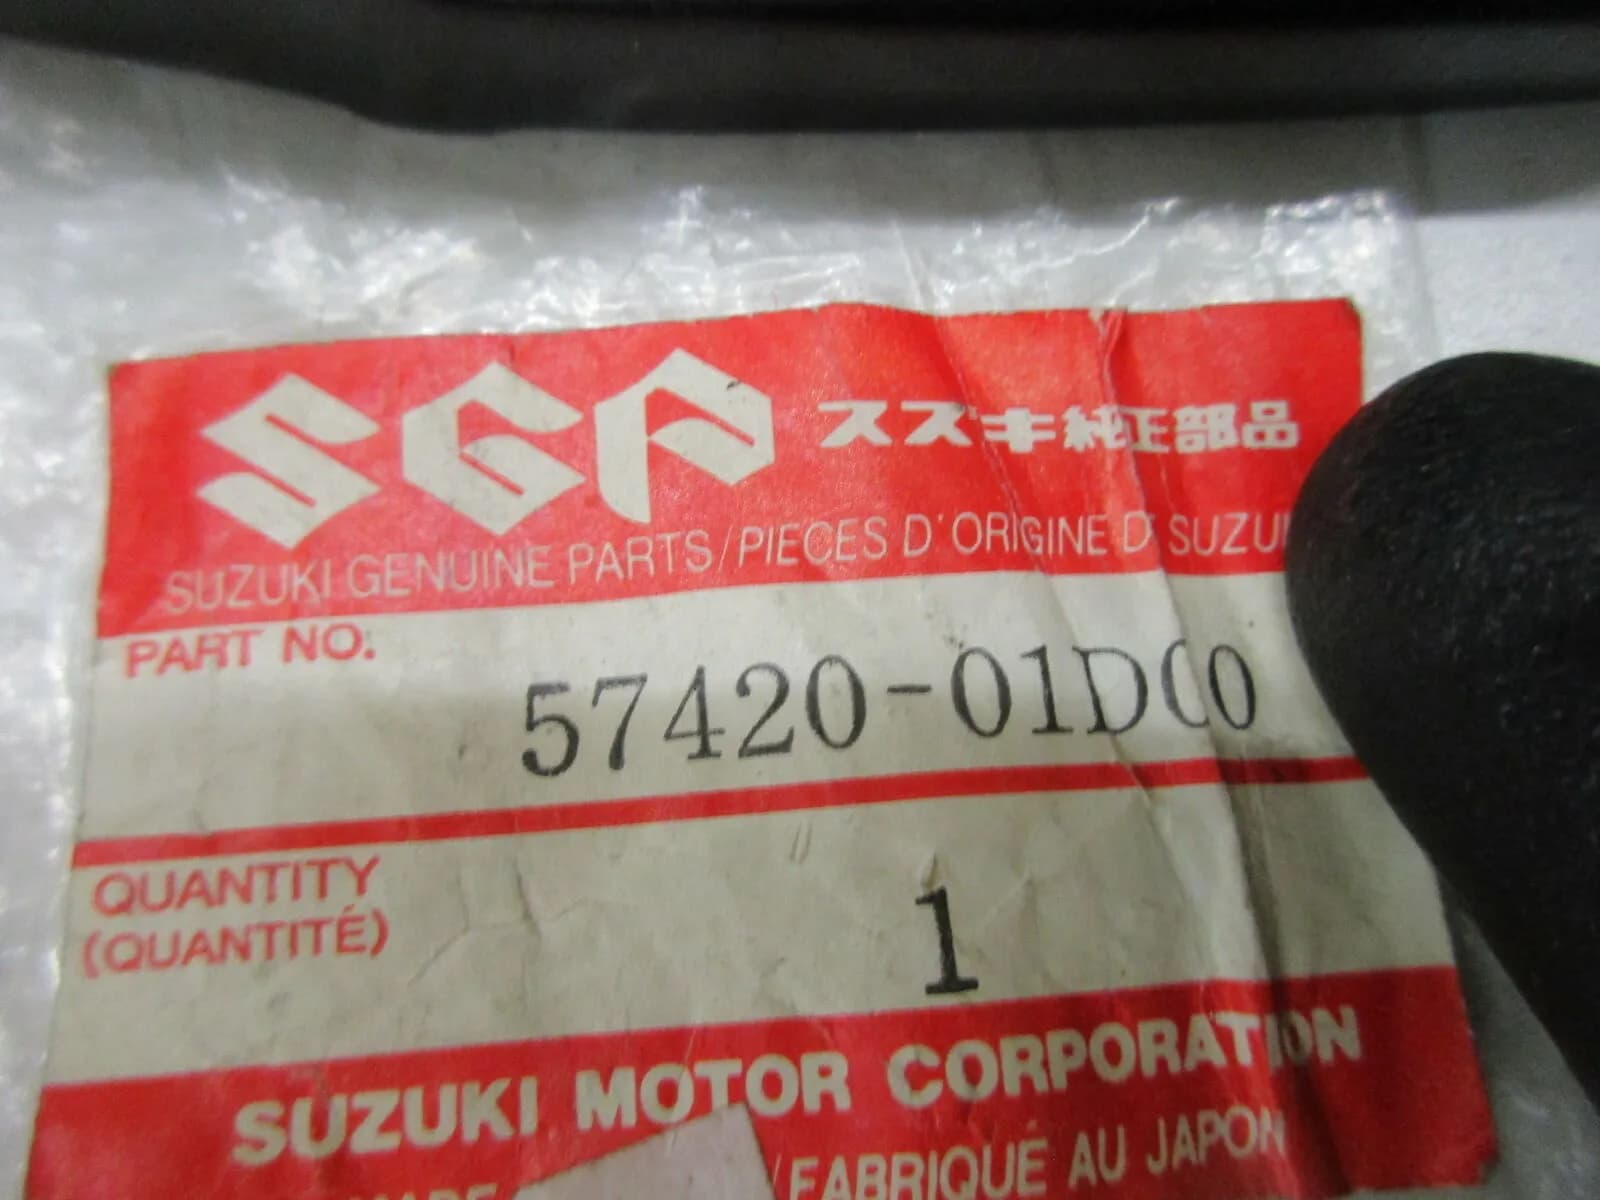 SGP スズキ純正部品
SUZUKI GENUINE PARTS/PIECES D'ORIGINE D SUZU
PART NO.
57420-01D00
QUANTITY
(QUANTITÉ)
1
SUZUKI MOTOR CORPORATION
/FABRIQUÉ AU JAPON